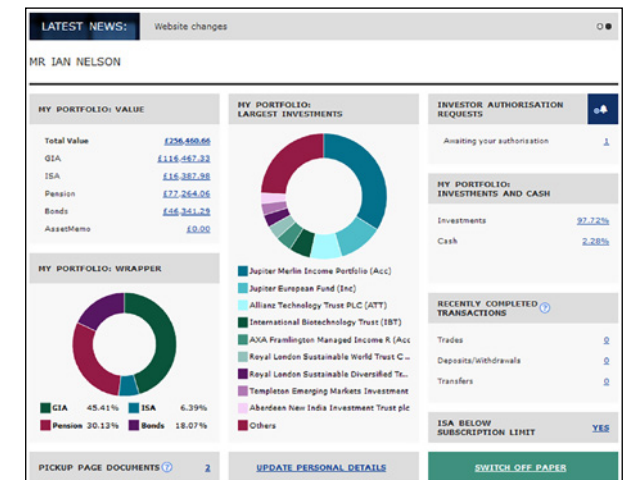 LATEST NEWS: Website changes
MR IAN NELSON
MY PORTFOLIO: VALUE
Total Value £256,460.66
GIA £116,467.33
ISA £16,387.98
Pension £77,264.06
Bonds £46,341.29
AssetMemo £0.00
MY PORTFOLIO: WRAPPER
GIA 45.41% ISA 6.39%
Pension 30.13% Bonds 18.07%
PICKUP PAGE DOCUMENTS ? 2
MY PORTFOLIO:
LARGEST INVESTMENTS
Jupiter Merlin Income Portfolio (Acc)
Jupiter European Fund (Inc)
Allianz Technology Trust PLC (ATT)
International Biotechnology Trust (IBT)
AXA Framlington Managed Income R (Acc
Royal London Sustainable World Trust C ..
Royal London Sustainable Diversified Tr..
Templeton Emerging Markets Investment
Aberdeen New India Investment Trust plc
Others
UPDATE PERSONAL DETAILS
INVESTOR AUTHORISATION
REQUESTS
Awaiting your authorisation 1
MY PORTFOLIO:
INVESTMENTS AND CASH
Investments 97.72%
Cash 2.28%
RECENTLY COMPLETED ?
TRANSACTIONS
Trades 0
Deposits/Withdrawals 0
Transfers 0
ISA BELOW
SUBSCRIPTION LIMIT YES
SWITCH OFF PAPER